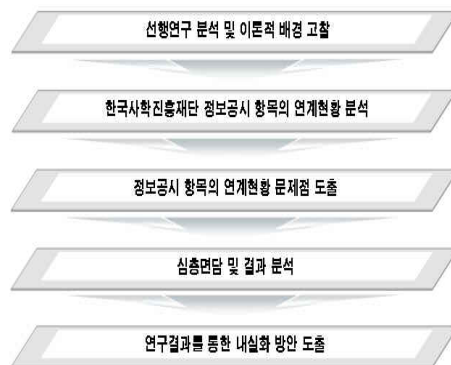 선행연구 분석 및 이론적 배경 고찰
한국사학진흥재단 정보공시 항목의 연계현황 분석
정보공시 항목의 연계현황 문제점 도출
심층면담 및 결과 분석
연구결과를 통한 내실화 방안 도출